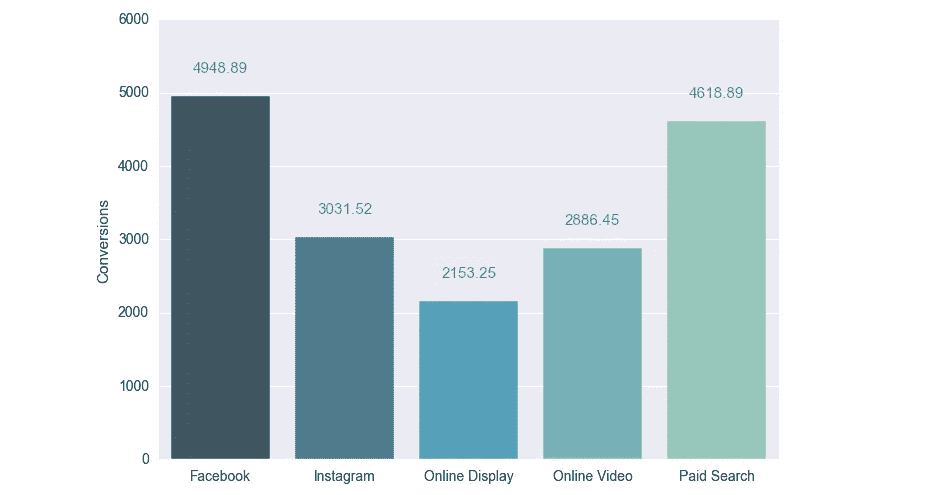 6000
5000
4000
3000
2000
1000
0
Conversions
4948.89
3031.52
2153.25
2886.45
4618.89
Facebook
Instagram
Online Display
Online Video
Paid Search